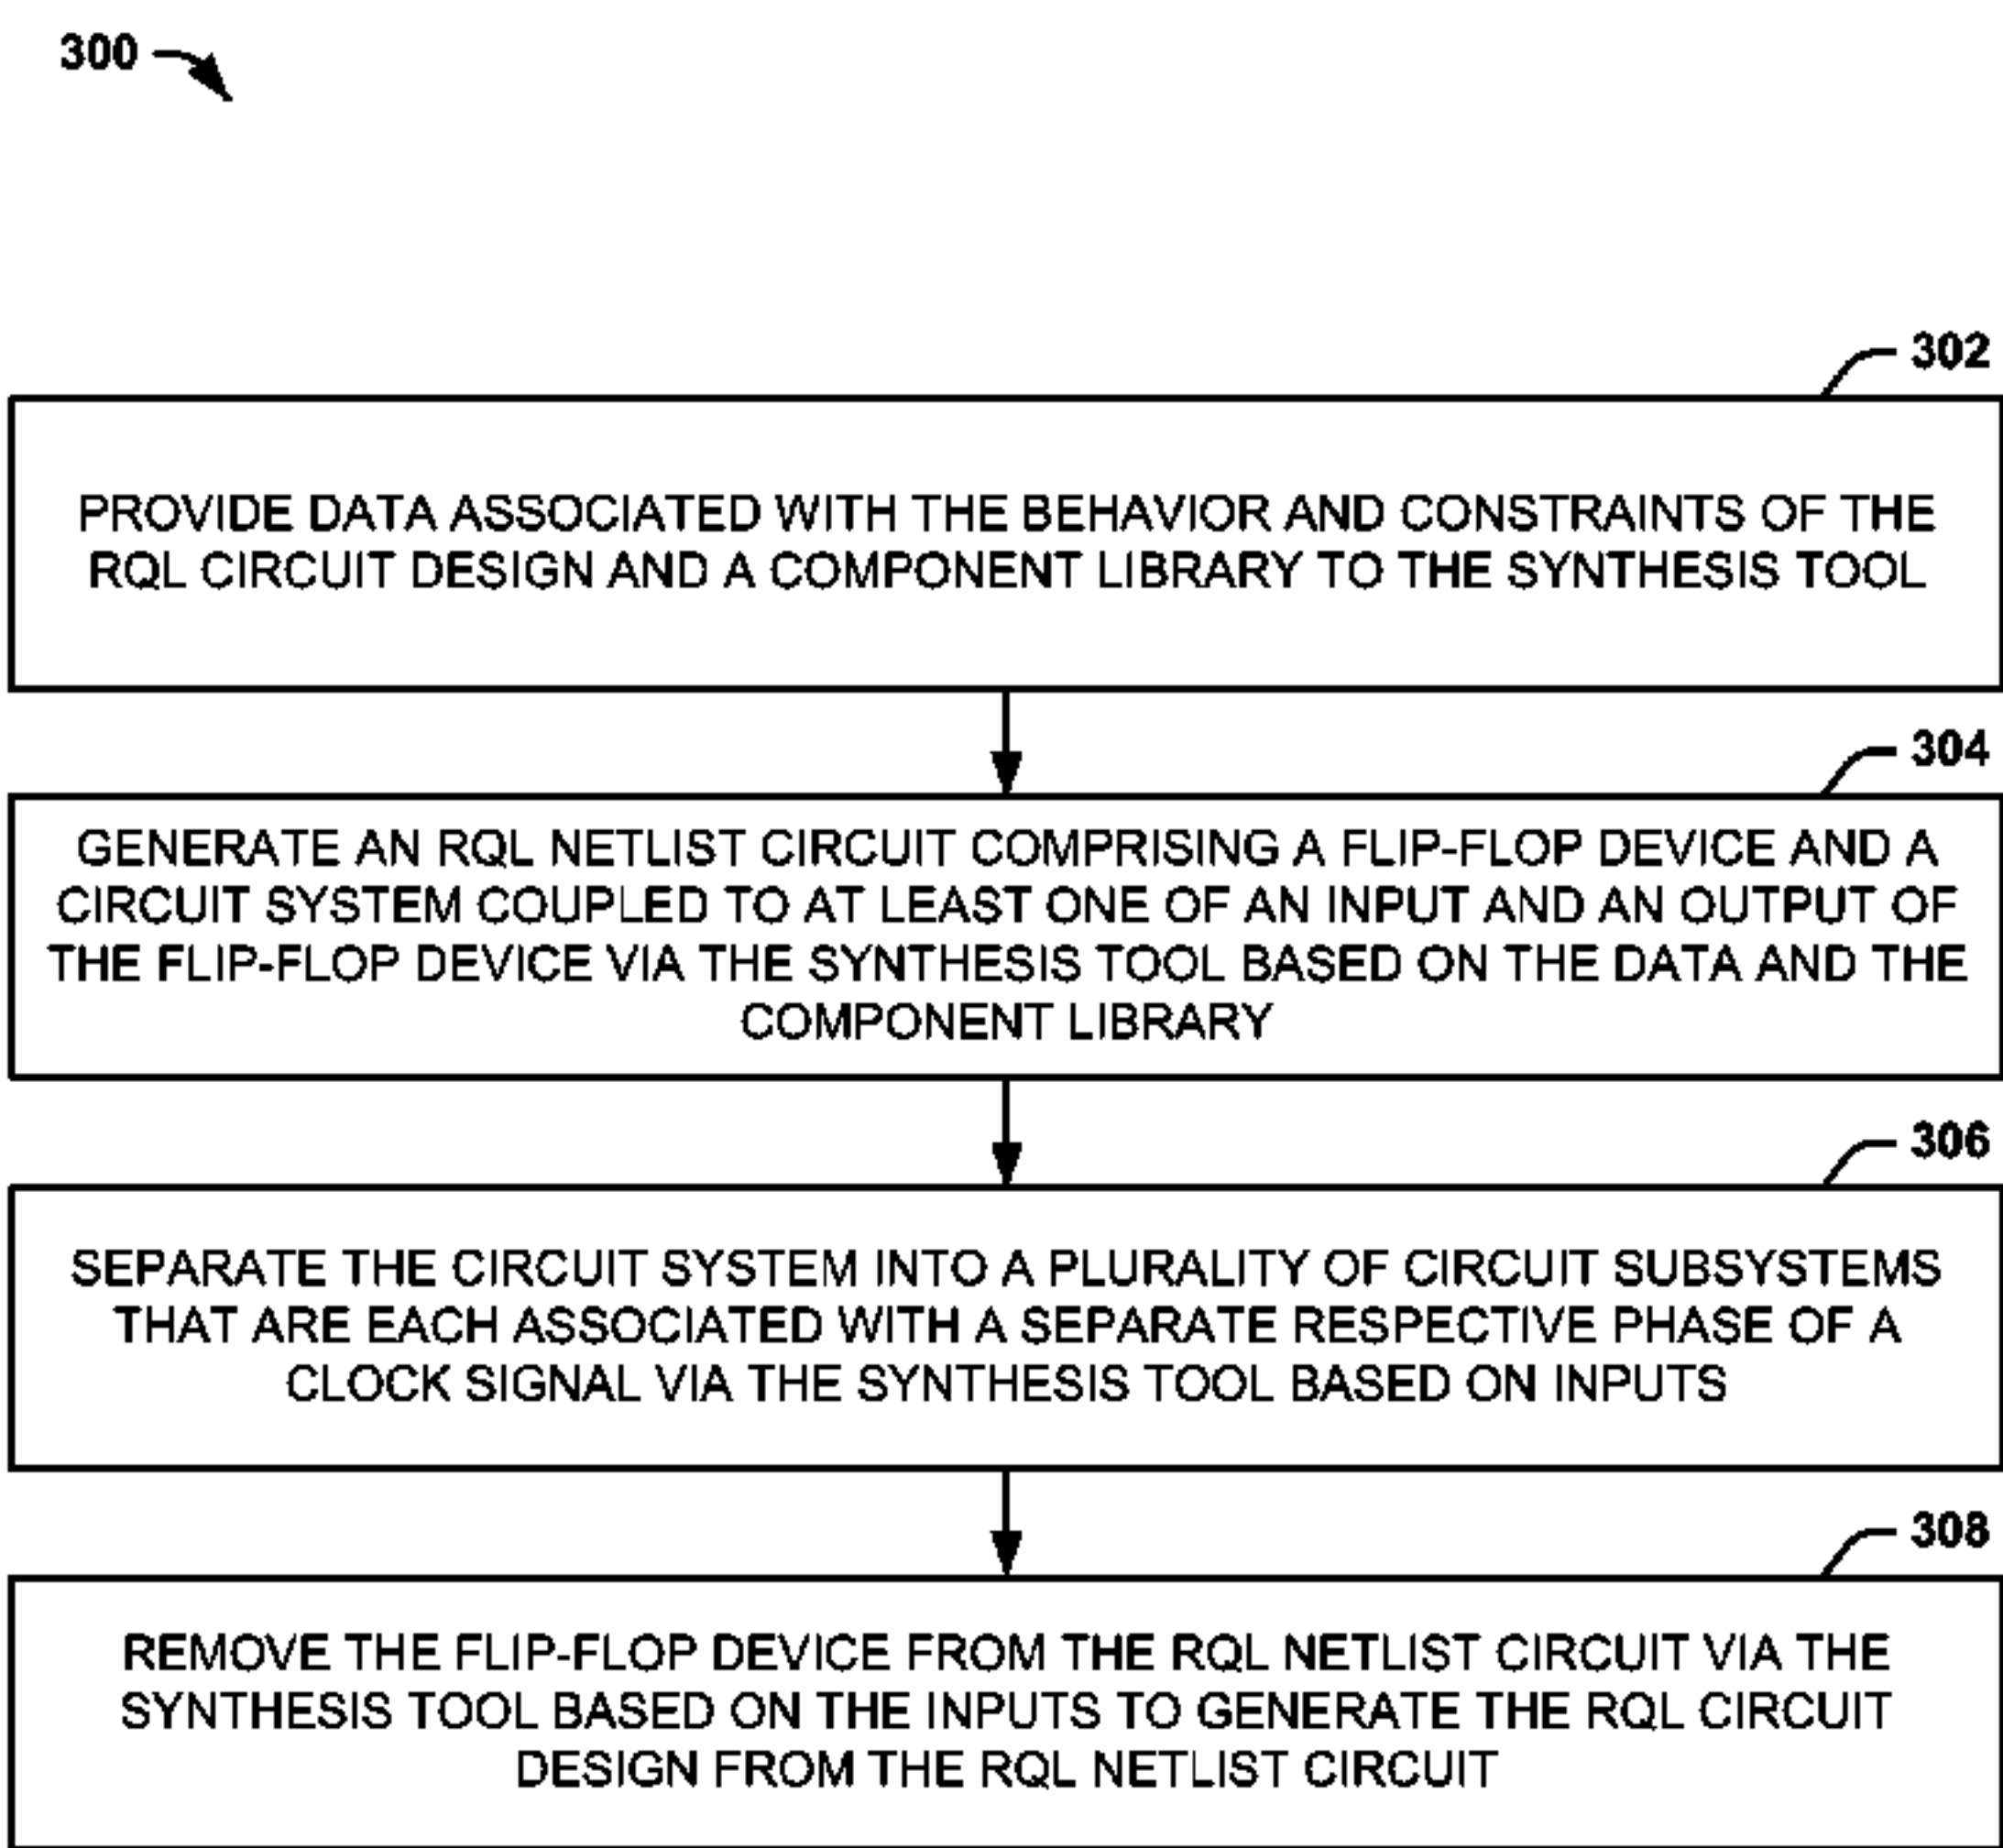 300
302
PROVIDE DATA ASSOCIATED WITH THE BEHAVIOR AND CONSTRAINTS OF THE
RQL CIRCUIT DESIGN AND A COMPONENT LIBRARY TO THE SYNTHESIS TOOL
304
GENERATE AN RQL NETLIST CIRCUIT COMPRISING A FLIP-FLOP DEVICE AND A
CIRCUIT SYSTEM COUPLED TO AT LEAST ONE OF AN INPUT AND AN OUTPUT OF
THE FLIP-FLOP DEVICE VIA THE SYNTHESIS TOOL BASED ON THE DATA AND THE
COMPONENT LIBRARY
306
SEPARATE THE CIRCUIT SYSTEM INTO A PLURALITY OF CIRCUIT SUBSYSTEMS
THAT ARE EACH ASSOCIATED WITH A SEPARATE RESPECTIVE PHASE OF A
CLOCK SIGNAL VIA THE SYNTHESIS TOOL BASED ON INPUTS
308
REMOVE THE FLIP-FLOP DEVICE FROM THE RQL NETLIST CIRCUIT VIA THE
SYNTHESIS TOOL BASED ON THE INPUTS TO GENERATE THE RQL CIRCUIT
DESIGN FROM THE RQL NETLIST CIRCUIT